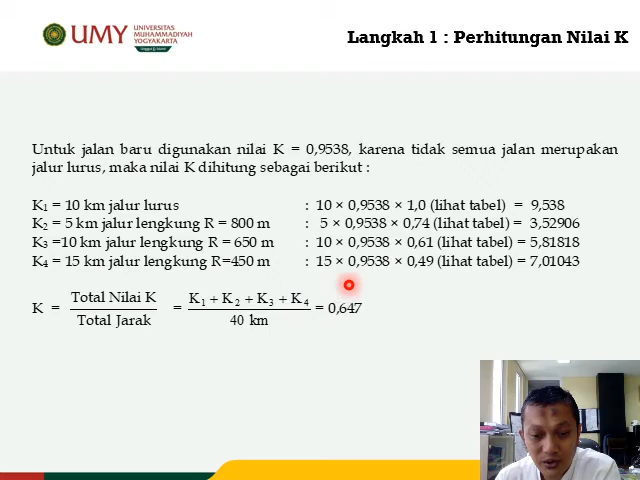 UMY
UNIVERSITAS
MUHAMMADIYAH
YOGYAKARTA
Unggul & Islami
Langkah 1 : Perhitungan Nilai K
Untuk jalan baru digunakan nilai K = 0,9538, karena tidak semua jalan merupakan
jalur lurus, maka nilai K dihitung sebagai berikut :
K₁ = 10 km jalur lurus : 10 × 0,9538 × 1,0 (lihat tabel) = 9,538
K₂ = 5 km jalur lengkung R = 800 m : 5 × 0,9538 × 0,74 (lihat tabel) = 3,52906
K₃ =10 km jalur lengkung R = 650 m : 10 × 0,9538 × 0,61 (lihat tabel) = 5,81818
K₄ = 15 km jalur lengkung R=450 m : 15 × 0,9538 × 0,49 (lihat tabel) = 7,01043
K = Total Nilai K / Total Jarak = K₁ + K₂ + K₃ + K₄ / 40 km = 0,647